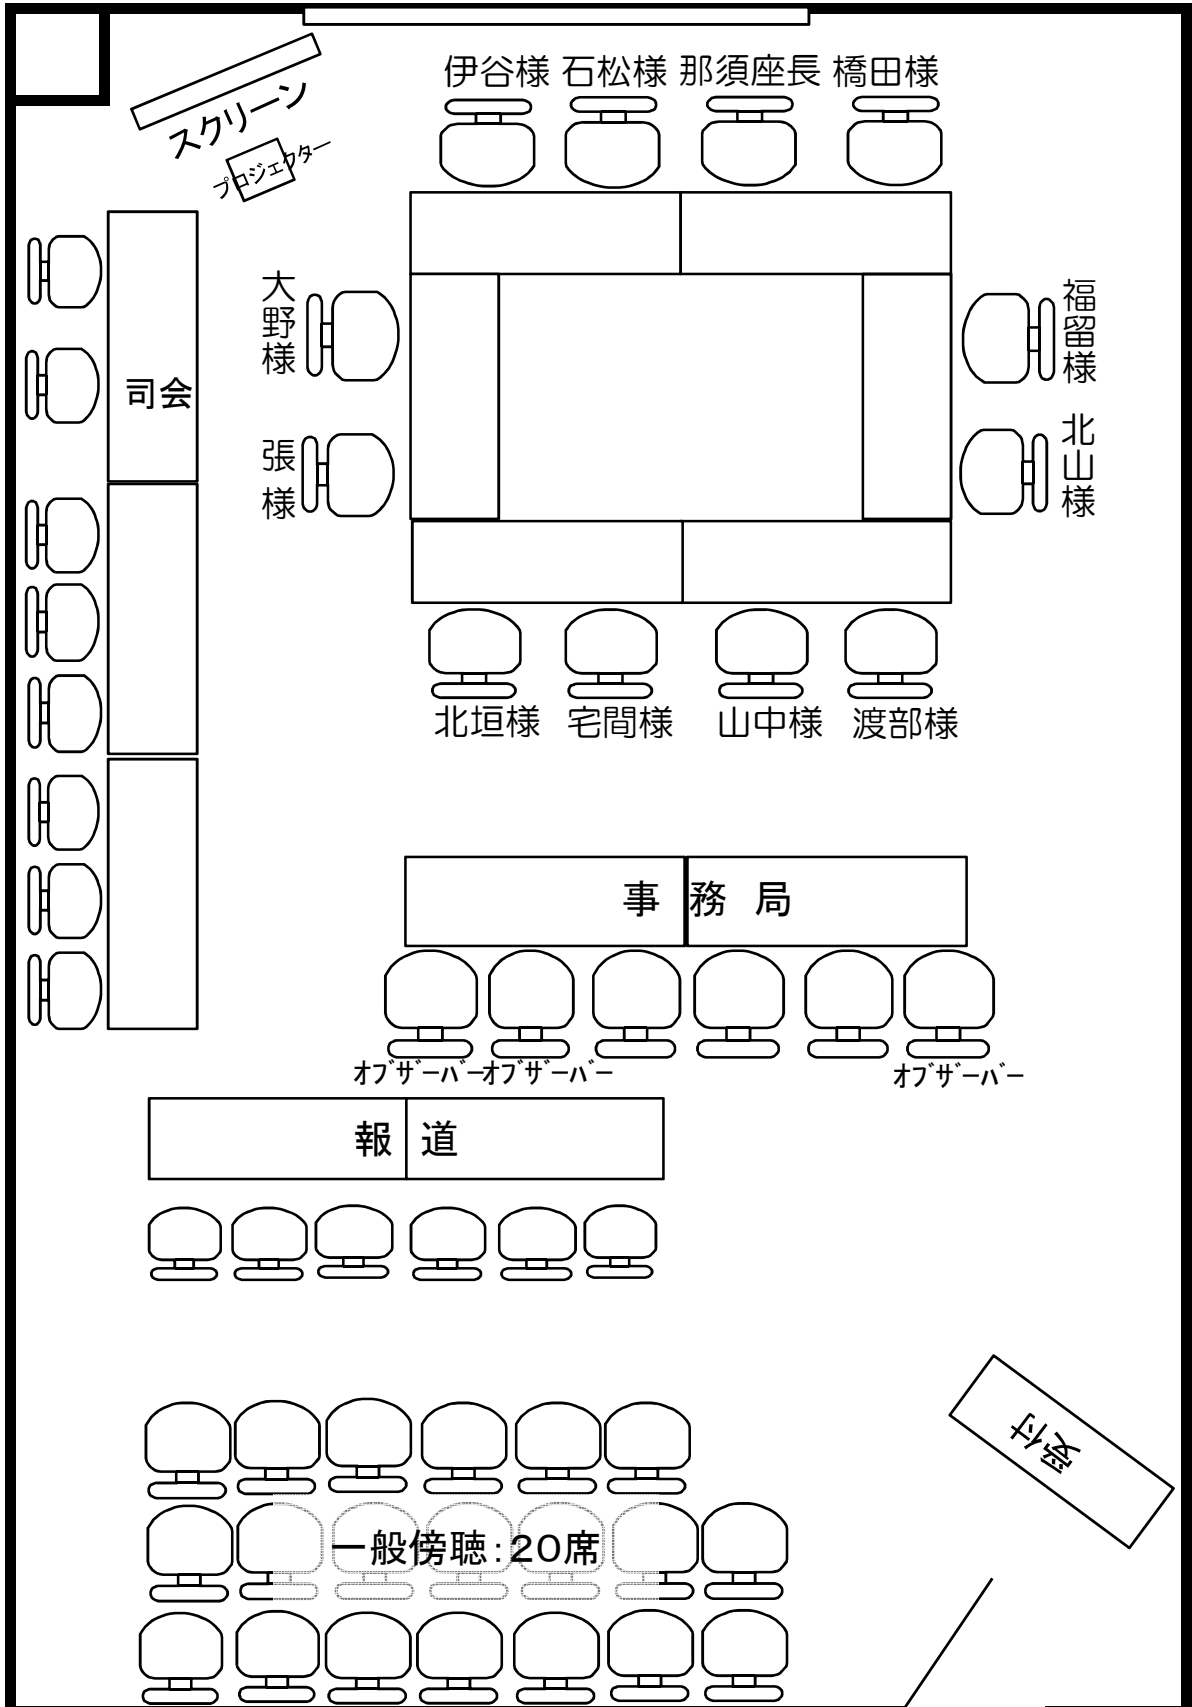 伊谷様 石松様 那須座長 橋田様
スクリーン
プロジェクター
大野様
福留様
司会
張様
北山様
北垣様 宅間様 山中様 渡部様
事務局
ｵﾌﾞｻﾞｰﾊﾞｰ ｵﾌﾞｻﾞｰﾊﾞｰ ｵﾌﾞｻﾞｰﾊﾞｰ
報道
受付
一般傍聴：２０席